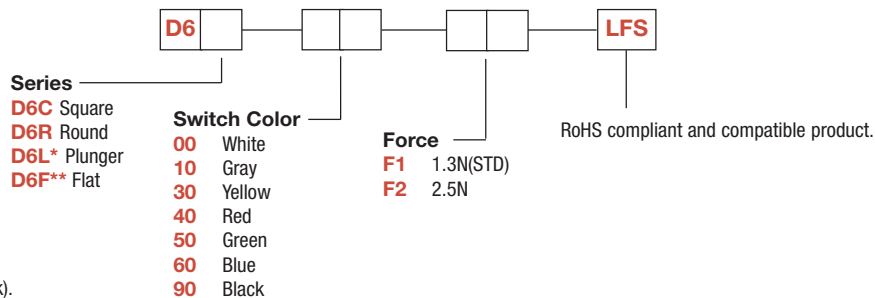 D6
LFS
Series
D6C Square
D6R Round
D6L* Plunger
D6F** Flat
Switch Color
00 White
10 Gray
30 Yellow
40 Red
50 Green
60 Blue
90 Black
Force
F1 1.3N(STD)
F2 2.5N
RoHS compliant and compatible product.
).